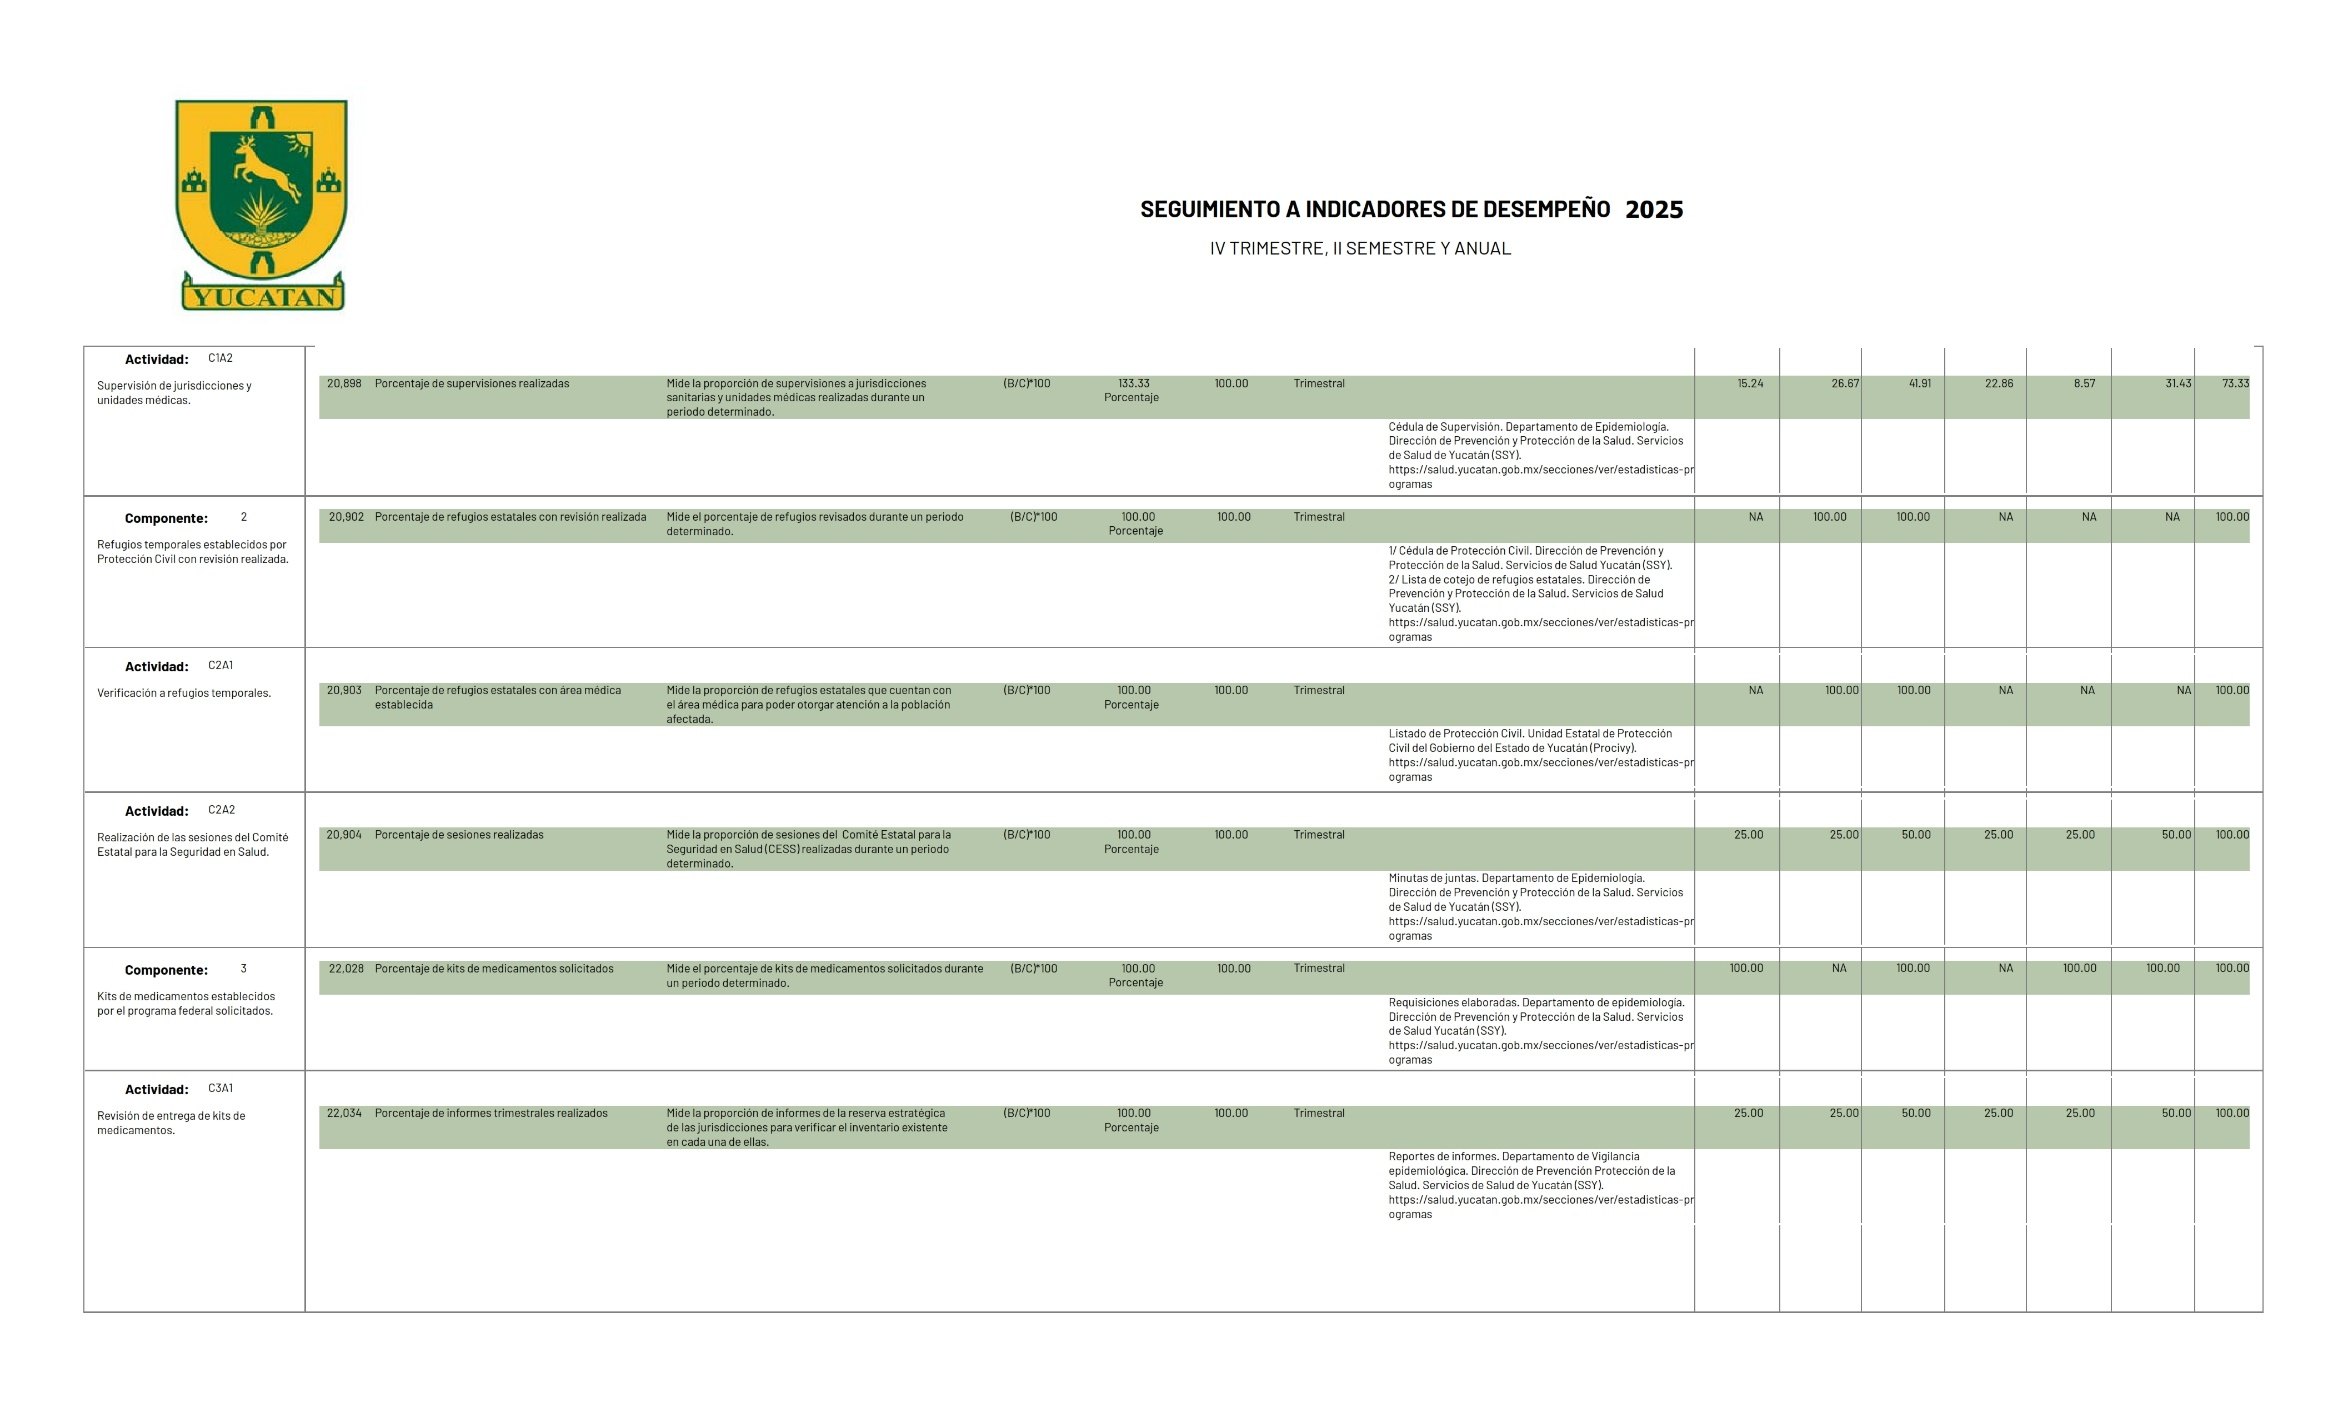 YUCATAN
SEGUIMIENTO A INDICADORES DE DESEMPEÑO 2025
IV TRIMESTRE, II SEMESTRE Y ANUAL
Actividad: C1A2
Supervisión de jurisdicciones y
unidades médicas.
20,898 Porcentaje de supervisiones realizadas Mide la proporción de supervisiones a jurisdicciones (B/C)*100 133.33 100.00 Trimestral 15.24 26.67 41.91 22.86 8.57 31.43 73.33
sanitarias y unidades médicas realizadas durante un Porcentaje
periodo determinado.
Cédula de Supervisión. Departamento de Epidemiología.
Dirección de Prevención y Protección de la Salud. Servicios
de Salud de Yucatán (SSY).
https://salud.yucatan.gob.mx/secciones/ver/estadisticas-pr
ogramas
Componente: 2
Refugios temporales establecidos por
Protección Civil con revisión realizada.
20,902 Porcentaje de refugios estatales con revisión realizada Mide el porcentaje de refugios revisados durante un periodo (B/C)*100 100.00 100.00 Trimestral NA 100.00 100.00 NA NA NA 100.00
determinado. Porcentaje
1/ Cédula de Protección Civil. Dirección de Prevención y
Protección de la Salud. Servicios de Salud Yucatán (SSY).
2/ Lista de cotejo de refugios estatales. Dirección de
Prevención y Protección de la Salud. Servicios de Salud
Yucatán (SSY).
https://salud.yucatan.gob.mx/secciones/ver/estadisticas-pr
ogramas
Actividad: C2A1
Verificación a refugios temporales.
20,903 Porcentaje de refugios estatales con área médica Mide la proporción de refugios estatales que cuentan con (B/C)*100 100.00 100.00 Trimestral NA 100.00 100.00 NA NA NA 100.00
establecida el área médica para poder otorgar atención a la población Porcentaje
afectada.
Listado de Protección Civil. Unidad Estatal de Protección
Civil del Gobierno del Estado de Yucatán (Procivy).
https://salud.yucatan.gob.mx/secciones/ver/estadisticas-pr
ogramas
Actividad: C2A2
Realización de las sesiones del Comité
Estatal para la Seguridad en Salud.
20,904 Porcentaje de sesiones realizadas Mide la proporción de sesiones del Comité Estatal para la (B/C)*100 100.00 100.00 Trimestral 25.00 25.00 50.00 25.00 25.00 50.00 100.00
Seguridad en Salud (CESS) realizadas durante un periodo Porcentaje
determinado.
Minutas de juntas. Departamento de Epidemiología.
Dirección de Prevención y Protección de la Salud. Servicios
de Salud de Yucatán (SSY).
https://salud.yucatan.gob.mx/secciones/ver/estadisticas-pr
ogramas
Componente: 3
Kits de medicamentos establecidos
por el programa federal solicitados.
22,028 Porcentaje de kits de medicamentos solicitados Mide el porcentaje de kits de medicamentos solicitados durante (B/C)*100 100.00 100.00 Trimestral 100.00 NA 100.00 NA 100.00 100.00 100.00
un periodo determinado. Porcentaje
Requisiciones elaboradas. Departamento de epidemiología.
Dirección de Prevención y Protección de la Salud. Servicios
de Salud Yucatán (SSY).
https://salud.yucatan.gob.mx/secciones/ver/estadisticas-pr
ogramas
Actividad: C3A1
Revisión de entrega de kits de
medicamentos.
22,034 Porcentaje de informes trimestrales realizados Mide la proporción de informes de la reserva estratégica (B/C)*100 100.00 100.00 Trimestral 25.00 25.00 50.00 25.00 25.00 50.00 100.00
de las jurisdicciones para verificar el inventario existente Porcentaje
en cada una de ellas.
Reportes de informes. Departamento de Vigilancia
epidemiológica. Dirección de Prevención Protección de la
Salud. Servicios de Salud de Yucatán (SSY).
https://salud.yucatan.gob.mx/secciones/ver/estadisticas-pr
ogramas